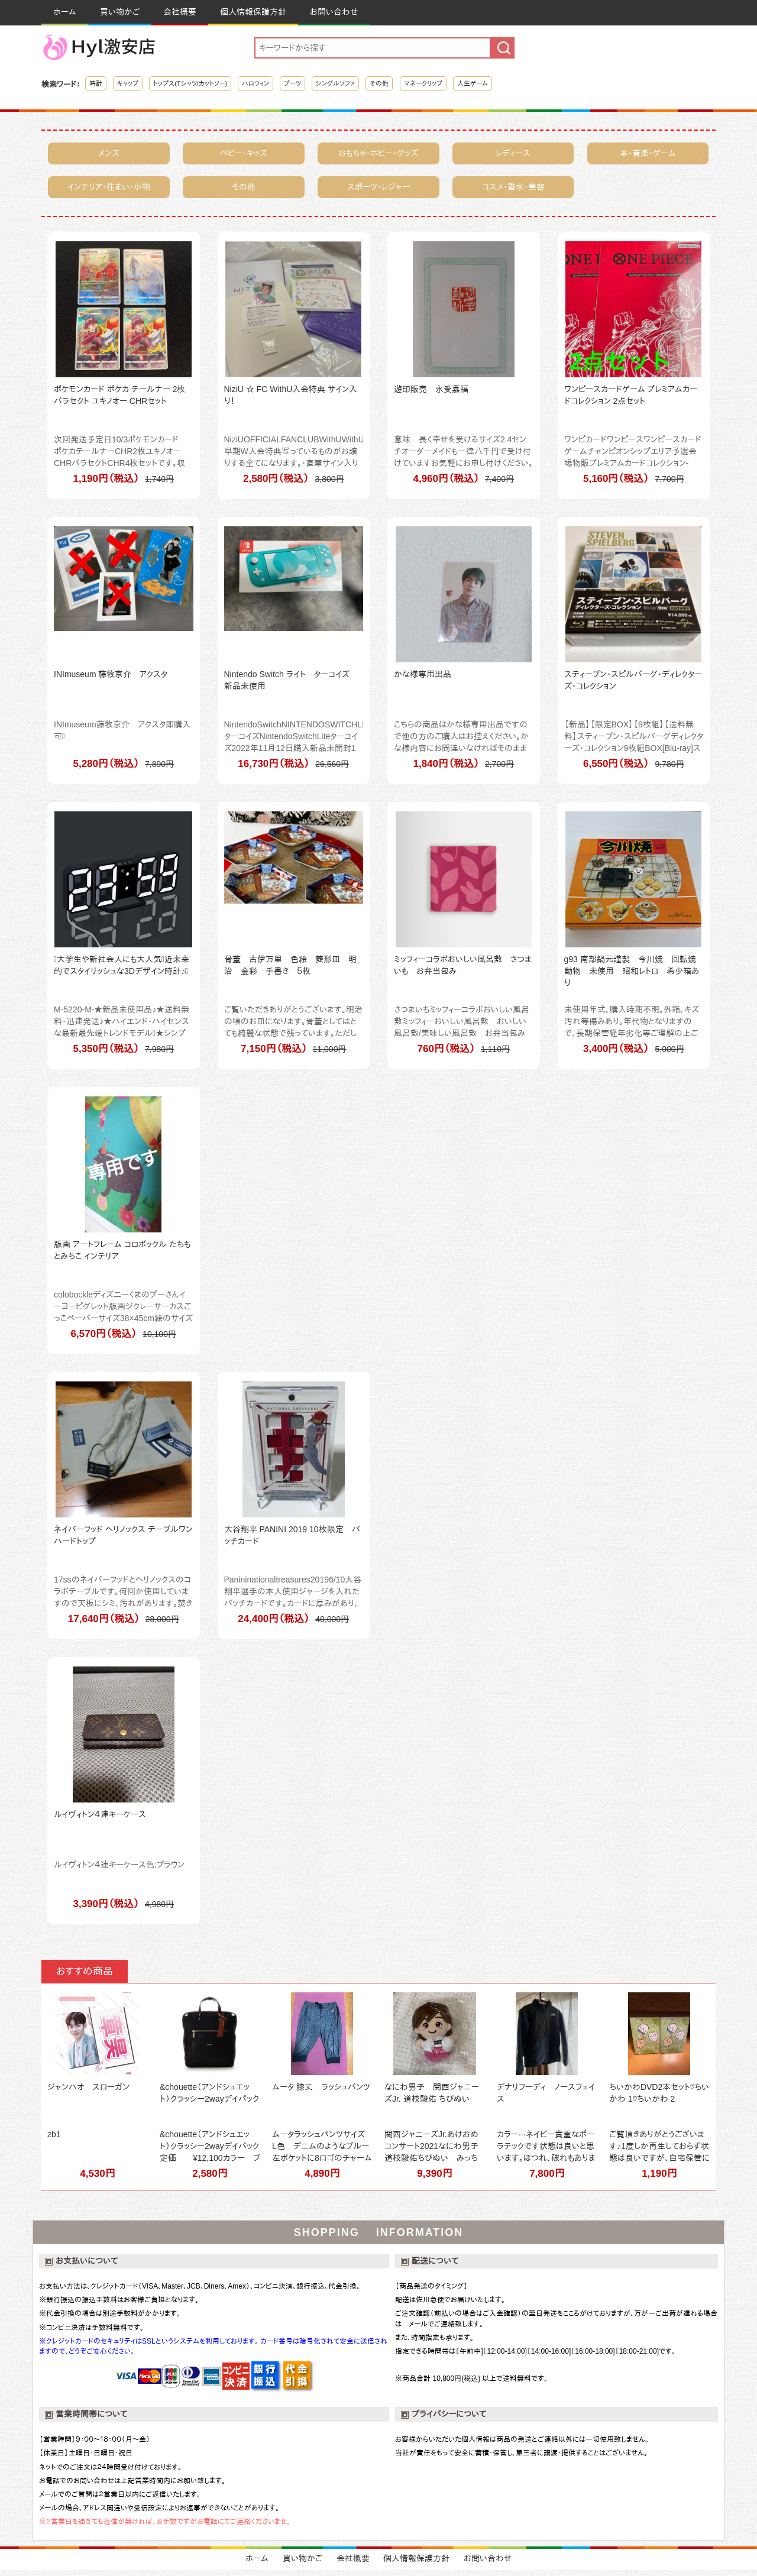 ホーム
買い物かご
会社概要
個人情報保護方針
お問い合わせ
Hyl激安店
キーワードから探す
検索ワード：
時計
キャップ
トップス(Tシャツ/カットソー)
ハロウィン
ブーツ
シングルソファ
その他
マネークリップ
人生ゲーム
メンズ
ベビー・キッズ
おもちゃ・ホビー・グッズ
レディース
本・音楽・ゲーム
インテリア・住まい・小物
その他
スポーツ・レジャー
コスメ・香水・美容
ONE PIECE
2点セット
ポケモンカード ポケカ テールナー 2枚 パラセクト ユキノオー CHRセット
次回発送予定日10/3ポケモンカード ポケカテールナーCHR2枚ユキノオーCHRパラセクトCHR4枚セットです。収
1,190円（税込） 1,740円
NiziU ☆ FC WithU入会特典 サイン入り！
NiziUOFFICIALFANCLUBWithUWithU早期W入会特典写っているものがお譲りする全てになります。・直筆サイン入り
2,580円（税込） 3,800円
遊印販売　永受嘉福
意味　長く幸せを受けるサイズ2.4センチオーダーメイドも一律八千円で受け付けていますお気軽にお申し付けください。
4,960円（税込） 7,400円
ワンピースカードゲーム プレミアムカードコレクション 2点セット
ワンピカードワンピースワンピースカードゲームチャンピオンシップエリア予選会場物販プレミアムカードコレクション-
5,160円（税込） 7,700円
STEVEN SPIELBERG
スティーブン・スピルバーグ
ディレクターズ・コレクション
INImuseum 藤牧京介　アクスタ
INImuseum藤牧京介　アクスタ即購入可
5,280円（税込） 7,890円
Nintendo Switch ライト　ターコイズ　新品未使用
NintendoSwitchNINTENDOSWITCHLI ターコイズNintendoSwitchLiteターコイズ2022年11月12日購入新品未開封1
16,730円（税込） 26,560円
かな様専用出品
こちらの商品はかな様専用出品ですので他の方のご購入はお控えください。かな様内容にお間違いなければそのまま
1,840円（税込） 2,700円
スティーブン・スピルバーグ・ディレクターズ・コレクション
【新品】【限定BOX】【9枚組】【送料無料】スティーブン・スピルバーグディレクターズ・コレクション9枚組BOX[Blu-ray]ス
6,550円（税込） 9,780円
今川焼
大学生や新社会人にも大人気近未来的でスタイリッシュな3Dデザイン時計♪
M-5220-M-★新品未使用品♪★送料無料・迅速発送♪★ハイエンド・ハイセンスな最新最先端トレンドモデル！★シンプ
5,350円（税込） 7,980円
骨董　古伊万里　色絵　菱形皿　明治　金彩　手書き　5枚
ご覧いただきありがとうございます。明治の頃のお皿になります。骨董としてはとても綺麗な状態で残っています。ただし
7,150円（税込） 11,000円
ミッフィーコラボおいしい風呂敷　さつまいも　お弁当包み
さつまいもミッフィーコラボおいしい風呂敷ミッフィーおいしい風呂敷　おいしい風呂敷/美味しい風呂敷　お弁当包み
760円（税込） 1,110円
g93 南部鍋元謹製　今川焼　回転焼　動物　未使用　昭和レトロ　希少箱あり
未使用年式、購入時期不明。外箱、キズ汚れ等傷みあり。年代物となりますので、長期保管経年劣化等ご理解の上ご
3,400円（税込） 5,000円
専用です
版画 アートフレーム コロボックル たちもとみちこ インテリア
colobockleディズニーくまのプーさんイーヨーピグレット版画ジクレーサーカスごっこペーパーサイズ38×45cm絵のサイズ
6,570円（税込） 10,100円
ネイバーフッド ヘリノックス テーブルワン ハードトップ
17ssのネイバーフッドとヘリノックスのコラボテーブルです。何回か使用していますので天板にシミ、汚れがあります。焚き
17,640円（税込） 28,000円
大谷翔平 PANINI 2019 10枚限定　パッチカード
Panininationaltreasures20196/10大谷翔平選手の本人使用ジャージを入れたパッチカードです。カードに厚みがあり、
24,400円（税込） 40,000円
ルイヴィトン４連キーケース
ルイヴィトン４連キーケース色:ブラウン
3,390円（税込） 4,980円
おすすめ商品
ジャンハオ　スローガン
zb1
4,530円
&chouette（アンドシュエット）クラッシー2wayデイパック
&chouette（アンドシュエット）クラッシー2wayデイパック定価　　¥12,100カラー　ブ
2,580円
ムータ 膝丈　ラッシュパンツ
ムータラッシュパンツサイズL色　デニムのようなブルー左ポケットに8ロゴのチャーム
4,890円
なにわ男子　関西ジャニーズJr. 道枝駿佑 ちびぬい
関西ジャニーズJr.あけおめコンサート2021なにわ男子　道枝駿佑ちびぬい　みっち
9,390円
デナリフーディ　ノースフェイス
カラー…ネイビー貴重なポーラテックです状態は良いと思います。ほつれ、破れもありま
7,800円
ちいかわDVD2本セット♡ちいかわ 1♡ちいかわ 2
ご覧頂きありがとうございます♪1度しか再生しておらず状態は良いですが、自宅保管に
1,190円
SHOPPING INFORMATION
お支払いについて
お支払い方法は、クレジットカード（VISA、Master、JCB、Diners、Amex）、コンビニ決済、銀行振込、代金引換。
※銀行振込の振込手数料はお客様ご負担となります。
※代金引換の場合は別途手数料がかかります。
※コンビニ決済は手数料無料です。
※クレジットカードのセキュリティはSSLというシステムを利用しております。カード番号は暗号化されて安全に送信されますので、どうぞご安心ください。
VISA
MasterCard
JCB
コンビニ決済
銀行振込
代金引換
配送について
【商品発送のタイミング】
配送は佐川急便でお届けいたします。
ご注文確認（前払いの場合はご入金確認）の翌日発送をこころがけておりますが、万が一ご出荷が遅れる場合は　メールでご連絡致します。
また、時間指定も承ります。
指定できる時間帯は［午前中］［12:00-14:00］［14:00-16:00］［16:00-18:00］［18:00-21:00］です。
※商品合計 10,800円(税込) 以上で送料無料です。
営業時間帯について
【営業時間】９：００～１８：００（月～金）
【休業日】土曜日・日曜日・祝日
ネットでのご注文は２４時間受け付けております。
お電話でのお問い合わせは上記営業時間内にお願い致します。
メールでのご質問は２営業日以内にご返信いたします。
メールの場合、アドレス間違いや受信設定によりお返事ができないことがあります。
※２営業日を過ぎても返信が無ければ、お手数ですがお電話にてご連絡くださいませ。
プライバシーについて
お客様からいただいた個人情報は商品の発送とご連絡以外には一切使用致しません。
当社が責任をもって安全に蓄積・保管し、第三者に譲渡・提供することはございません。
ホーム
買い物かご
会社概要
個人情報保護方針
お問い合わせ